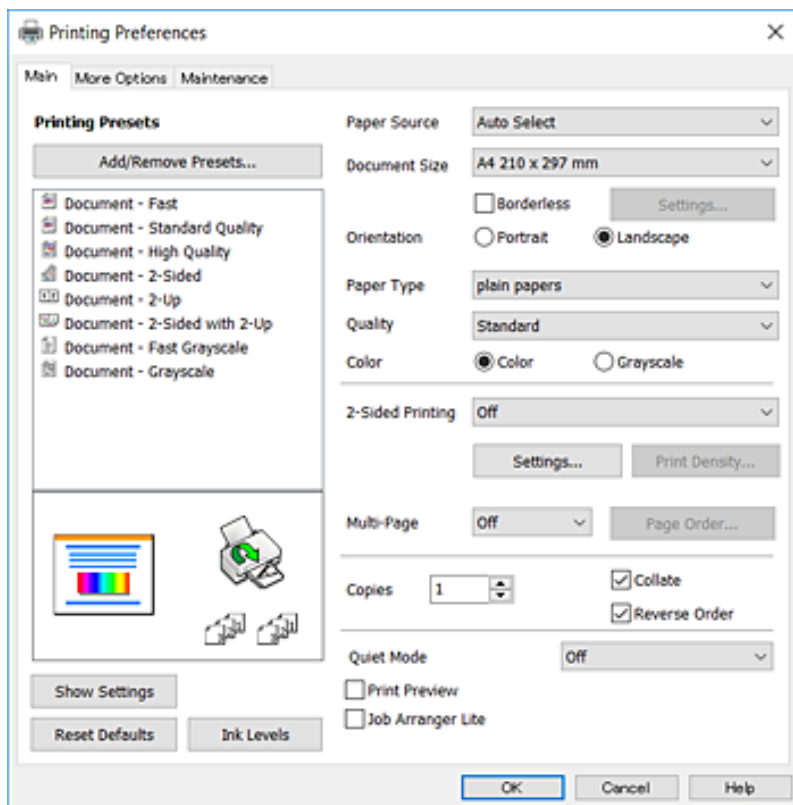 Printing Preferences
Main More Options Maintenance
Printing Presets
Add/Remove Presets...
Document - Fast
Document - Standard Quality
Document - High Quality
Document - 2-Sided
Document - 2-Up
Document - 2-Sided with 2-Up
Document - Fast Grayscale
Document - Grayscale
Show Settings
Reset Defaults Ink Levels
Paper Source Auto Select
Document Size A4 210 x 297 mm
Borderless Settings...
Orientation Portrait Landscape
Paper Type plain papers
Quality Standard
Color Color Grayscale
2-Sided Printing Off
Settings... Print Density...
Multi-Page Off Page Order...
Copies 1 Collate
Reverse Order
Quiet Mode Off
Print Preview
Job Arranger Lite
OK Cancel Help